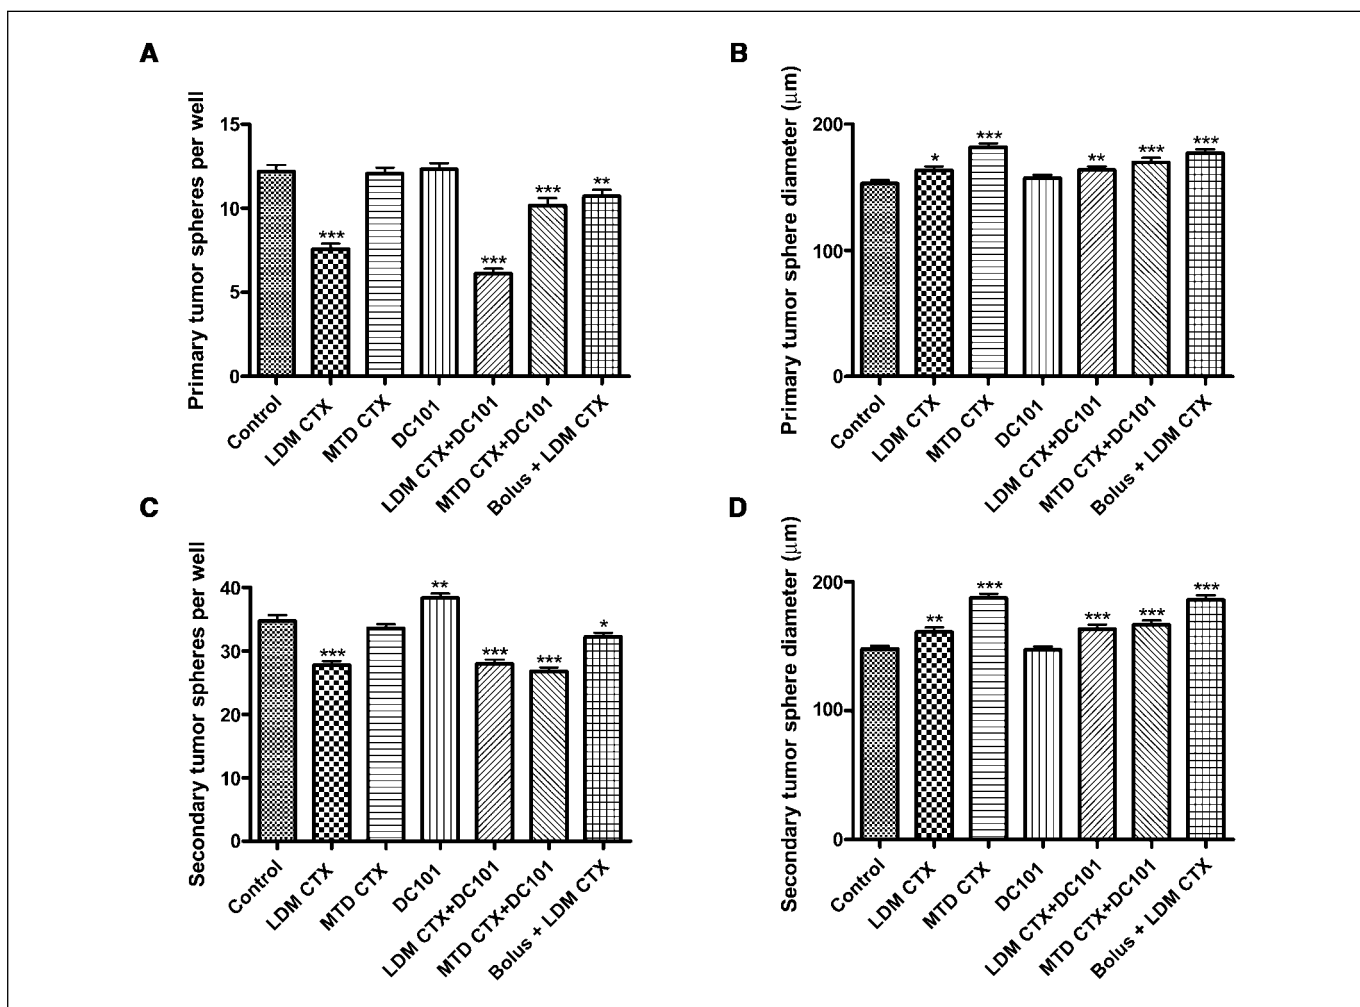 A
Primary tumor spheres per well
15
10
5
0
***
***
***
**
Control
LDM CTX
MTD CTX
DC101
LDM CTX+DC101
MTD CTX+DC101
Bolus + LDM CTX
B
Primary tumor sphere diameter (μm)
200
100
0
*
***
**
***
***
Control
LDM CTX
MTD CTX
DC101
LDM CTX+DC101
MTD CTX+DC101
Bolus + LDM CTX
C
Secondary tumor spheres per well
40
30
20
10
0
***
**
***
***
*
Control
LDM CTX
MTD CTX
DC101
LDM CTX+DC101
MTD CTX+DC101
Bolus + LDM CTX
D
Secondary tumor sphere diameter (μm)
200
100
0
**
***
***
***
***
Control
LDM CTX
MTD CTX
DC101
LDM CTX+DC101
MTD CTX+DC101
Bolus + LDM CTX